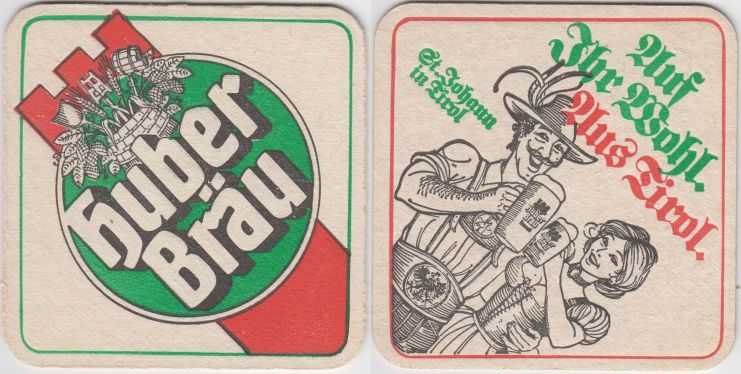 Huber
Bräu
St. Johann
in Tirol
Auf
Ihr Wohl.
Aus
Tirol.